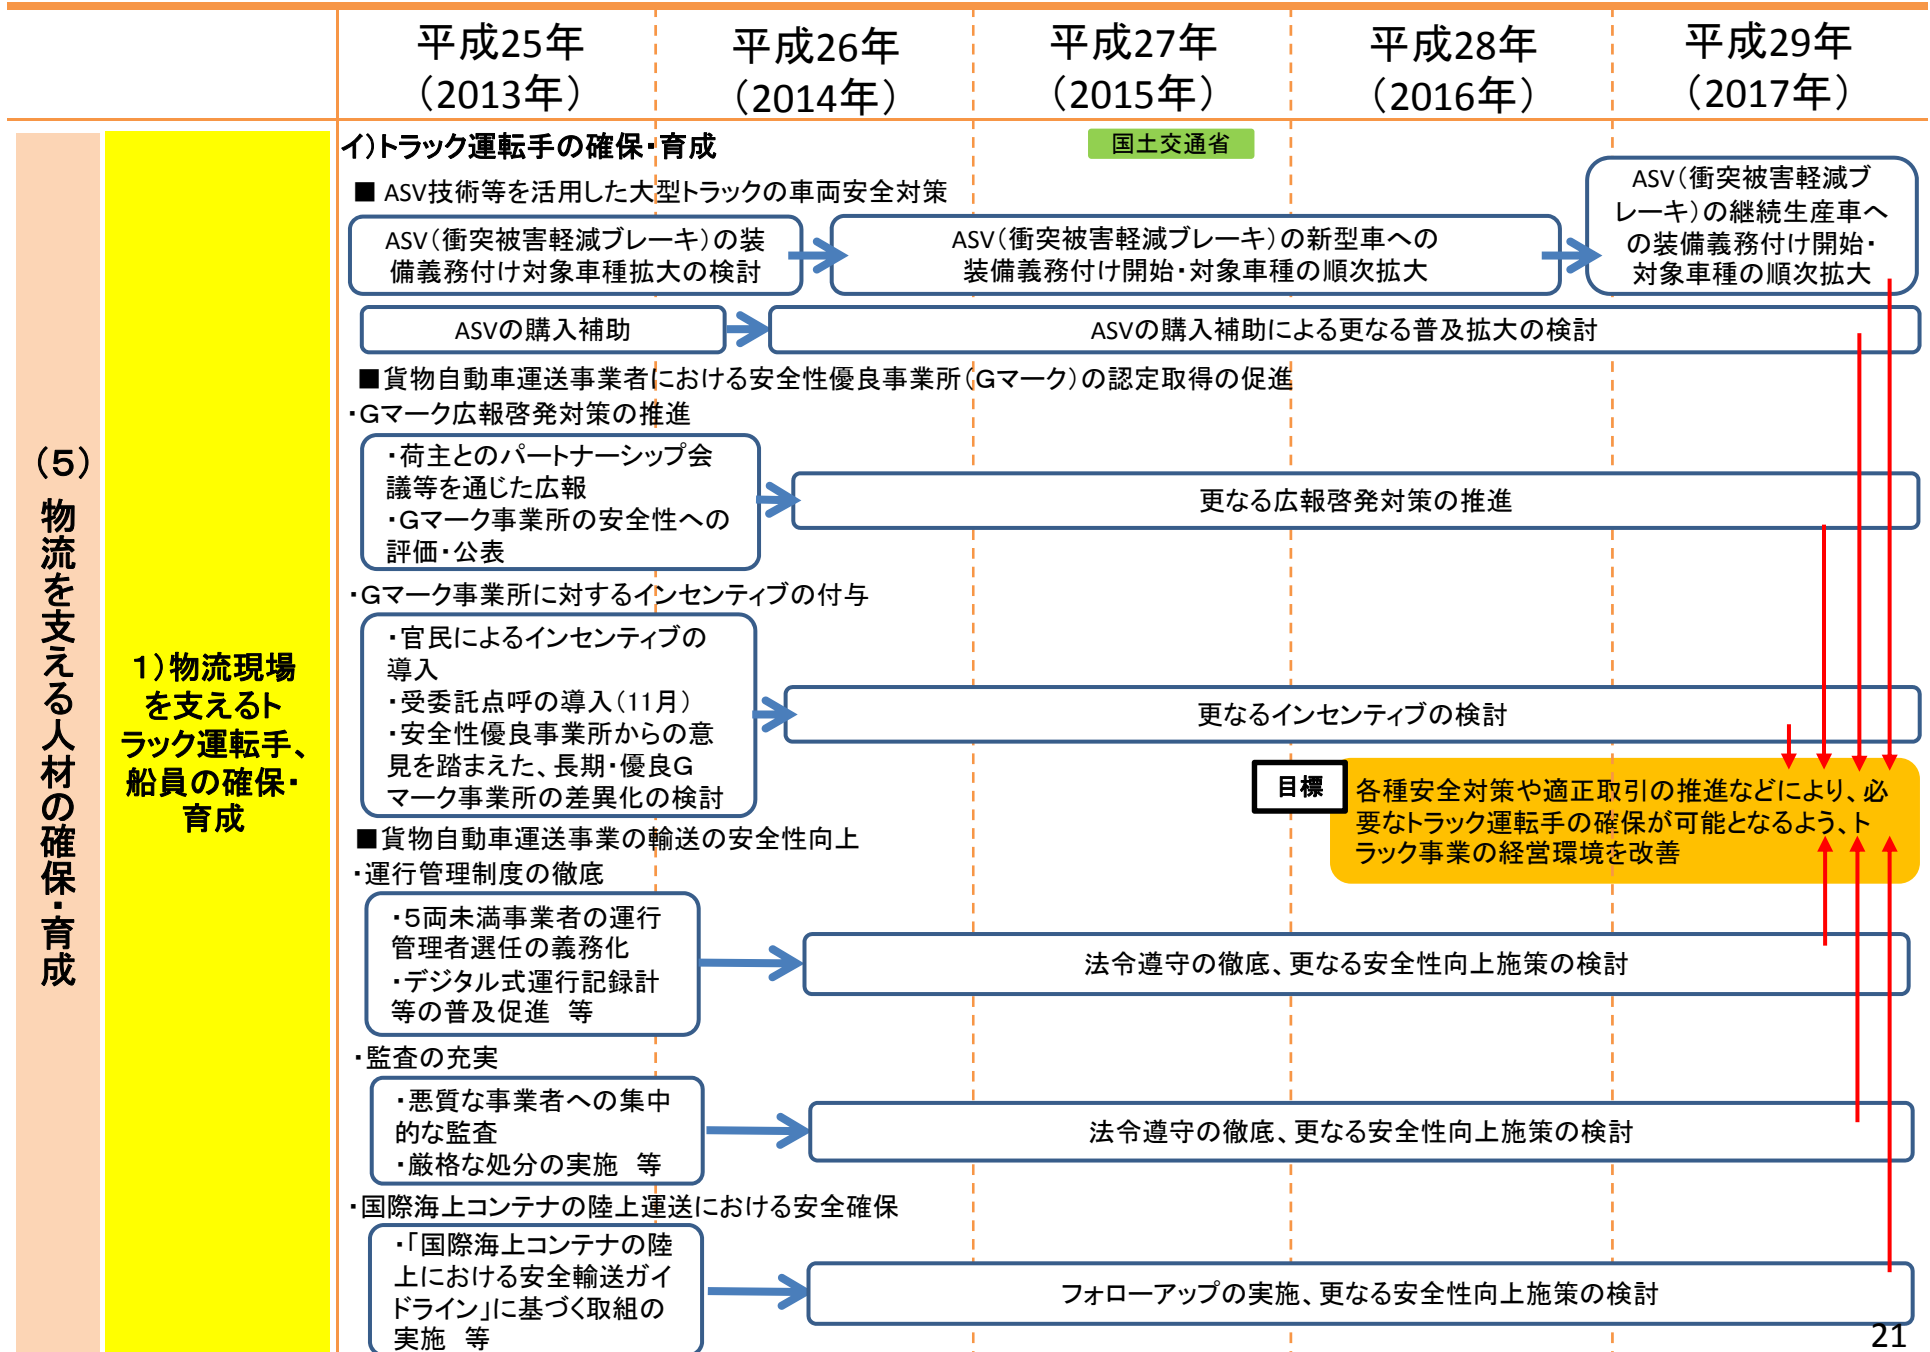 平成25年
（2013年）
平成26年
（2014年）
平成27年
（2015年）
平成28年
（2016年）
平成29年
（2017年）
（5）物流を支える人材の確保・育成
1）物流現場
を支えるト
ラック運転手、
船員の確保・
育成
イ）トラック運転手の確保・育成
国土交通省
■ ASV技術等を活用した大型トラックの車両安全対策
ASV（衝突被害軽減ブレーキ）の装
備義務付け対象車種拡大の検討
ASV（衝突被害軽減ブレーキ）の新型車への
装備義務付け開始・対象車種の順次拡大
ASV（衝突被害軽減ブ
レーキ）の継続生産車へ
の装備義務付け開始・
対象車種の順次拡大
ASVの購入補助
ASVの購入補助による更なる普及拡大の検討
■貨物自動車運送事業者における安全性優良事業所（Gマーク）の認定取得の促進
・Gマーク広報啓発対策の推進
・荷主とのパートナーシップ会
議等を通じた広報
・Gマーク事業所の安全性への
評価・公表
更なる広報啓発対策の推進
・Gマーク事業所に対するインセンティブの付与
・官民によるインセンティブの
導入
・受委託点呼の導入（11月）
・安全性優良事業所からの意
見を踏まえた、長期・優良G
マーク事業所の差異化の検討
更なるインセンティブの検討
目標
各種安全対策や適正取引の推進などにより、必
要なトラック運転手の確保が可能となるよう、ト
ラック事業の経営環境を改善
■貨物自動車運送事業の輸送の安全性向上
・運行管理制度の徹底
・5両未満事業者の運行
管理者選任の義務化
・デジタル式運行記録計
等の普及促進　等
法令遵守の徹底、更なる安全性向上施策の検討
・監査の充実
・悪質な事業者への集中
的な監査
・厳格な処分の実施　等
法令遵守の徹底、更なる安全性向上施策の検討
・国際海上コンテナの陸上運送における安全確保
・「国際海上コンテナの陸
上における安全輸送ガイ
ドライン」に基づく取組の
実施　等
フォローアップの実施、更なる安全性向上施策の検討
21